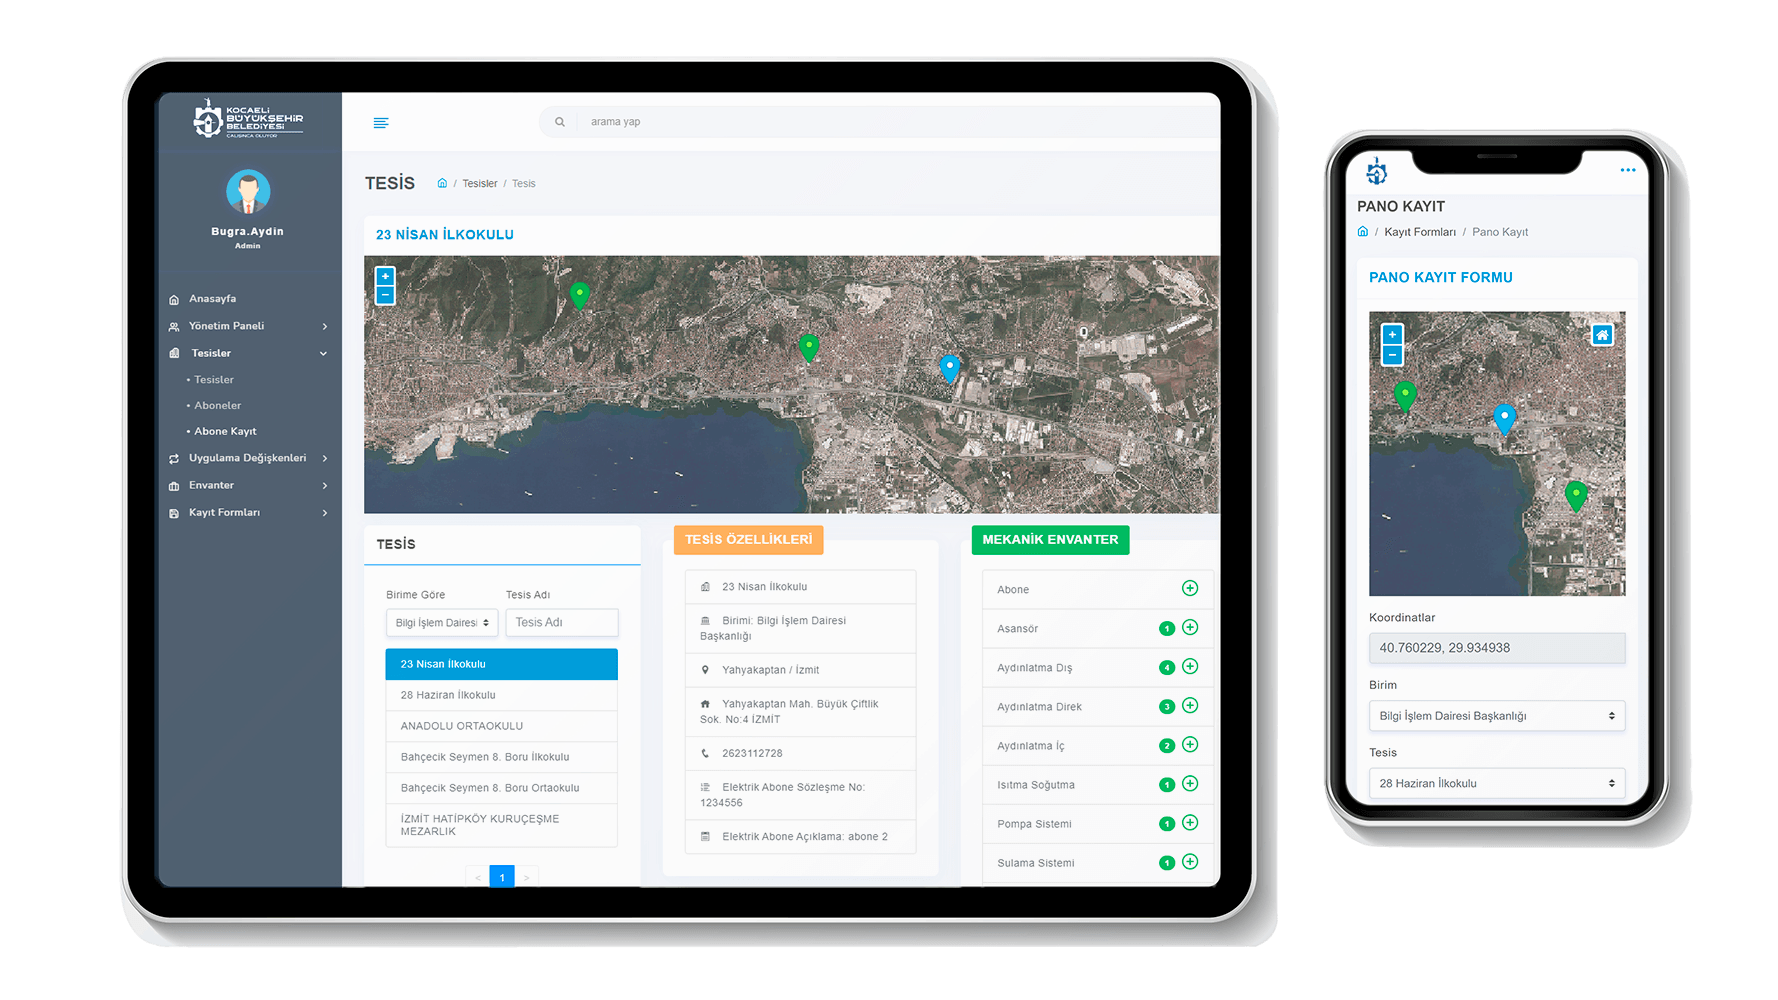 KOCAELİ
BÜYÜKŞEHİR
BELEDİYESİ
ÇALIŞINCA OLUYOR
Bugra.Aydin
Admin
Anasayfa
Yönetim Paneli
Tesisler
• Tesisler
• Aboneler
• Abone Kayıt
Uygulama Değişkenleri
Envanter
Kayıt Formları
arama yap
TESİS
/ Tesisler / Tesis
23 NİSAN İLKOKULU
+
−
TESİS
Birime Göre
Tesis Adı
Bilgi İşlem Dairesi
Tesis Adı
23 Nisan İlkokulu
28 Haziran İlkokulu
ANADOLU ORTAOKULU
Bahçecik Seymen 8. Boru İlkokulu
Bahçecik Seymen 8. Boru Ortaokulu
İZMİT HATİPKÖY KURUÇEŞME
MEZARLIK
< 1 >
TESİS ÖZELLİKLERİ
23 Nisan İlkokulu
Birimi: Bilgi İşlem Dairesi
Başkanlığı
Yahyakaptan / İzmit
Yahyakaptan Mah. Büyük Çiftlik
Sok. No:4 İZMİT
2623112728
Elektrik Abone Sözleşme No:
1234556
Elektrik Abone Açıklama: abone 2
MEKANİK ENVANTER
Abone
Asansör 1
Aydınlatma Dış 4
Aydınlatma Direk 3
Aydınlatma İç 2
Isıtma Soğutma 1
Pompa Sistemi 1
Sulama Sistemi 1
PANO KAYIT
/ Kayıt Formları / Pano Kayıt
PANO KAYIT FORMU
+
−
Koordinatlar
40.760229, 29.934938
Birim
Bilgi İşlem Dairesi Başkanlığı
Tesis
28 Haziran İlkokulu